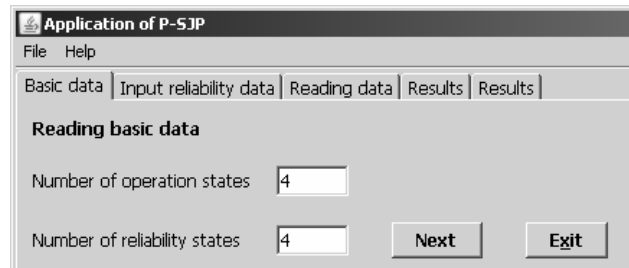 Application of P-SJP
File Help
Basic data Input reliability data Reading data Results Results
Reading basic data
Number of operation states 4
Number of reliability states 4 Next Exit